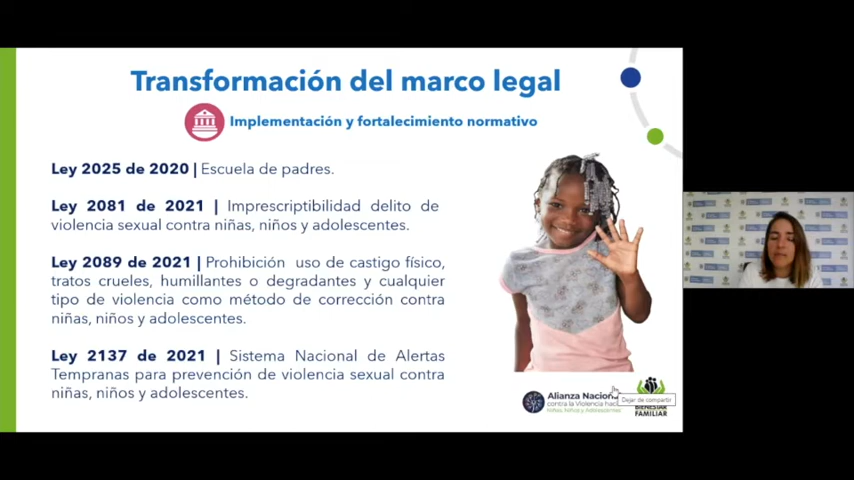 Transformación del marco legal
Implementación y fortalecimiento normativo
Ley 2025 de 2020 | Escuela de padres.
Ley 2081 de 2021 | Imprescriptibilidad delito de
violencia sexual contra niñas, niños y adolescentes.
Ley 2089 de 2021 | Prohibición uso de castigo físico,
tratos crueles, humillantes o degradantes y cualquier
tipo de violencia como método de corrección contra
niñas, niños y adolescentes.
Ley 2137 de 2021 | Sistema Nacional de Alertas
Tempranas para prevención de violencia sexual contra
niñas, niños y adolescentes.
Alianza Nacional
contra la Violencia hacia
Niñas, Niños y Adolescentes
Dejar de compartir
BIENESTAR
FAMILIAR